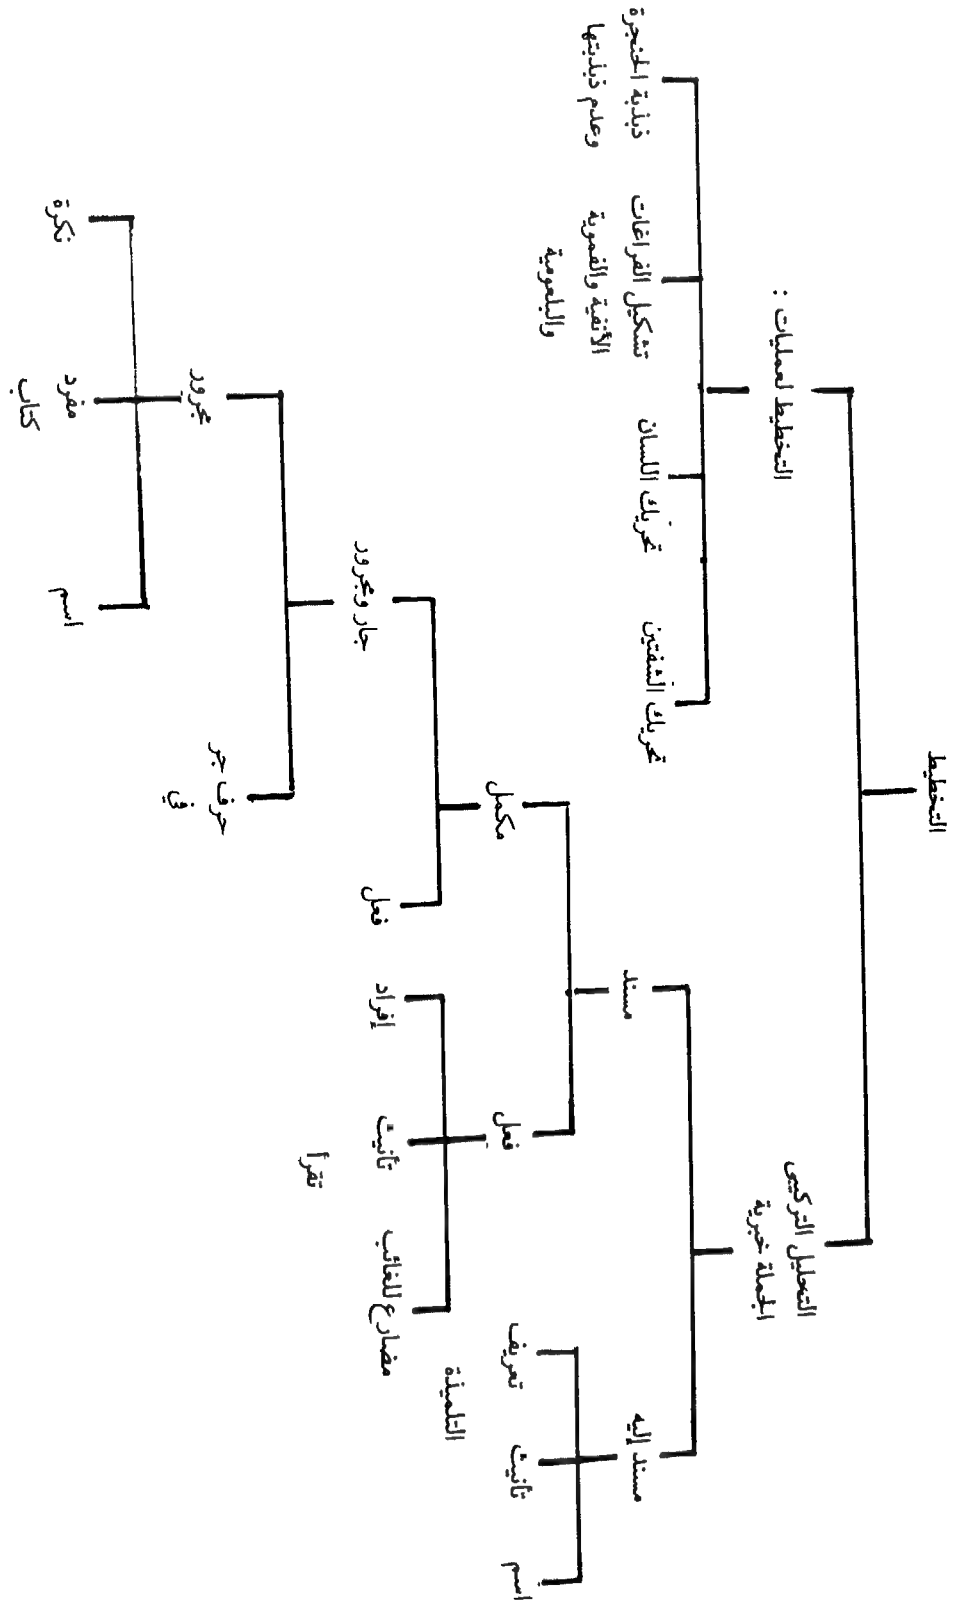 التخطيط
التحليل التركيبى
الجملة خبرية
التخطيط لعمليات :
مسند إليه
مسند
تحريك الشفتين
تحريك اللسان
تشكيل الفراغات
الأنفية والفموية
والبلعومية
ذبذبة الحنجرة
وعدم ذبذبتها
اسم
تأنيث
تعريف
التلميذة
فعل
مكمل
مضارع للغائب
تأنيث
إفراد
تقرأ
فعل
جار ومجرور
حرف جر
في
مجرور
اسم
مفرد
كتاب
نكرة